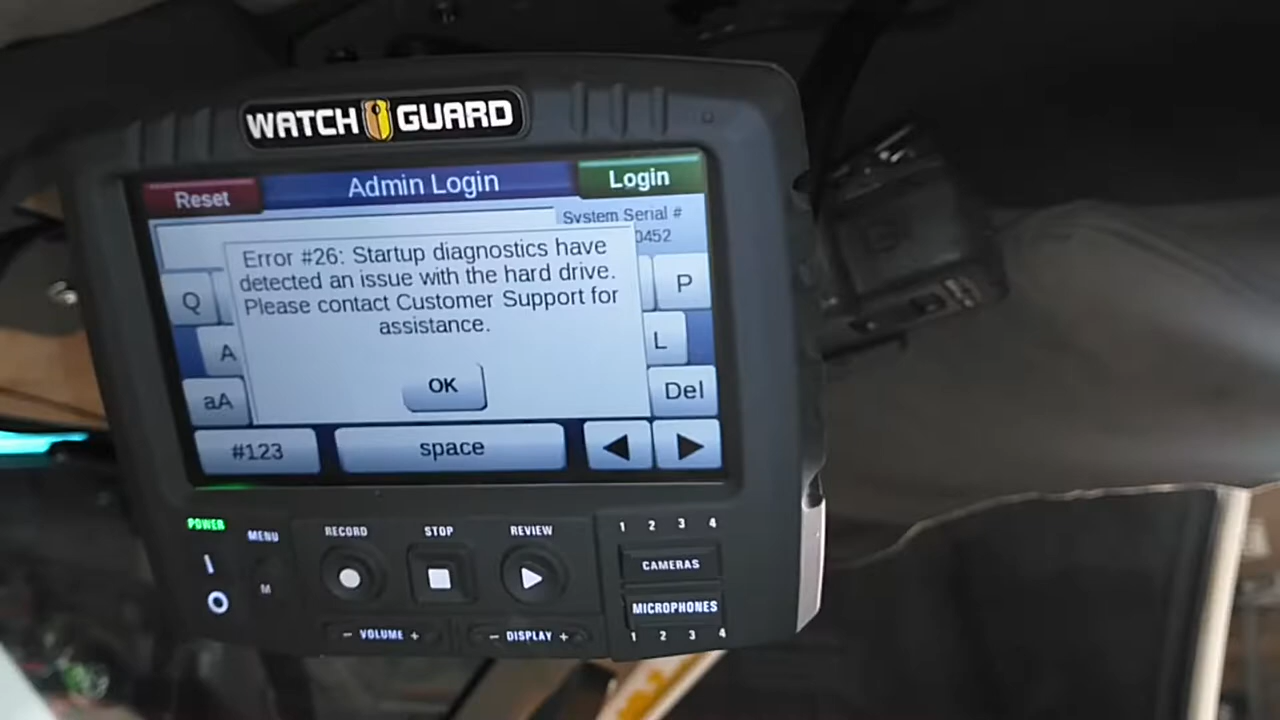 WATCH GUARD
Reset
Admin Login
Login
System Serial #
0452
Error #26: Startup diagnostics have
detected an issue with the hard drive.
Please contact Customer Support for
assistance.
OK
Q
P
A
L
aA
Del
#123
space
POWER
MENU
M
RECORD
STOP
REVIEW
− VOLUME +
− DISPLAY +
1 2 3 4
CAMERAS
MICROPHONES
1 2 3 4